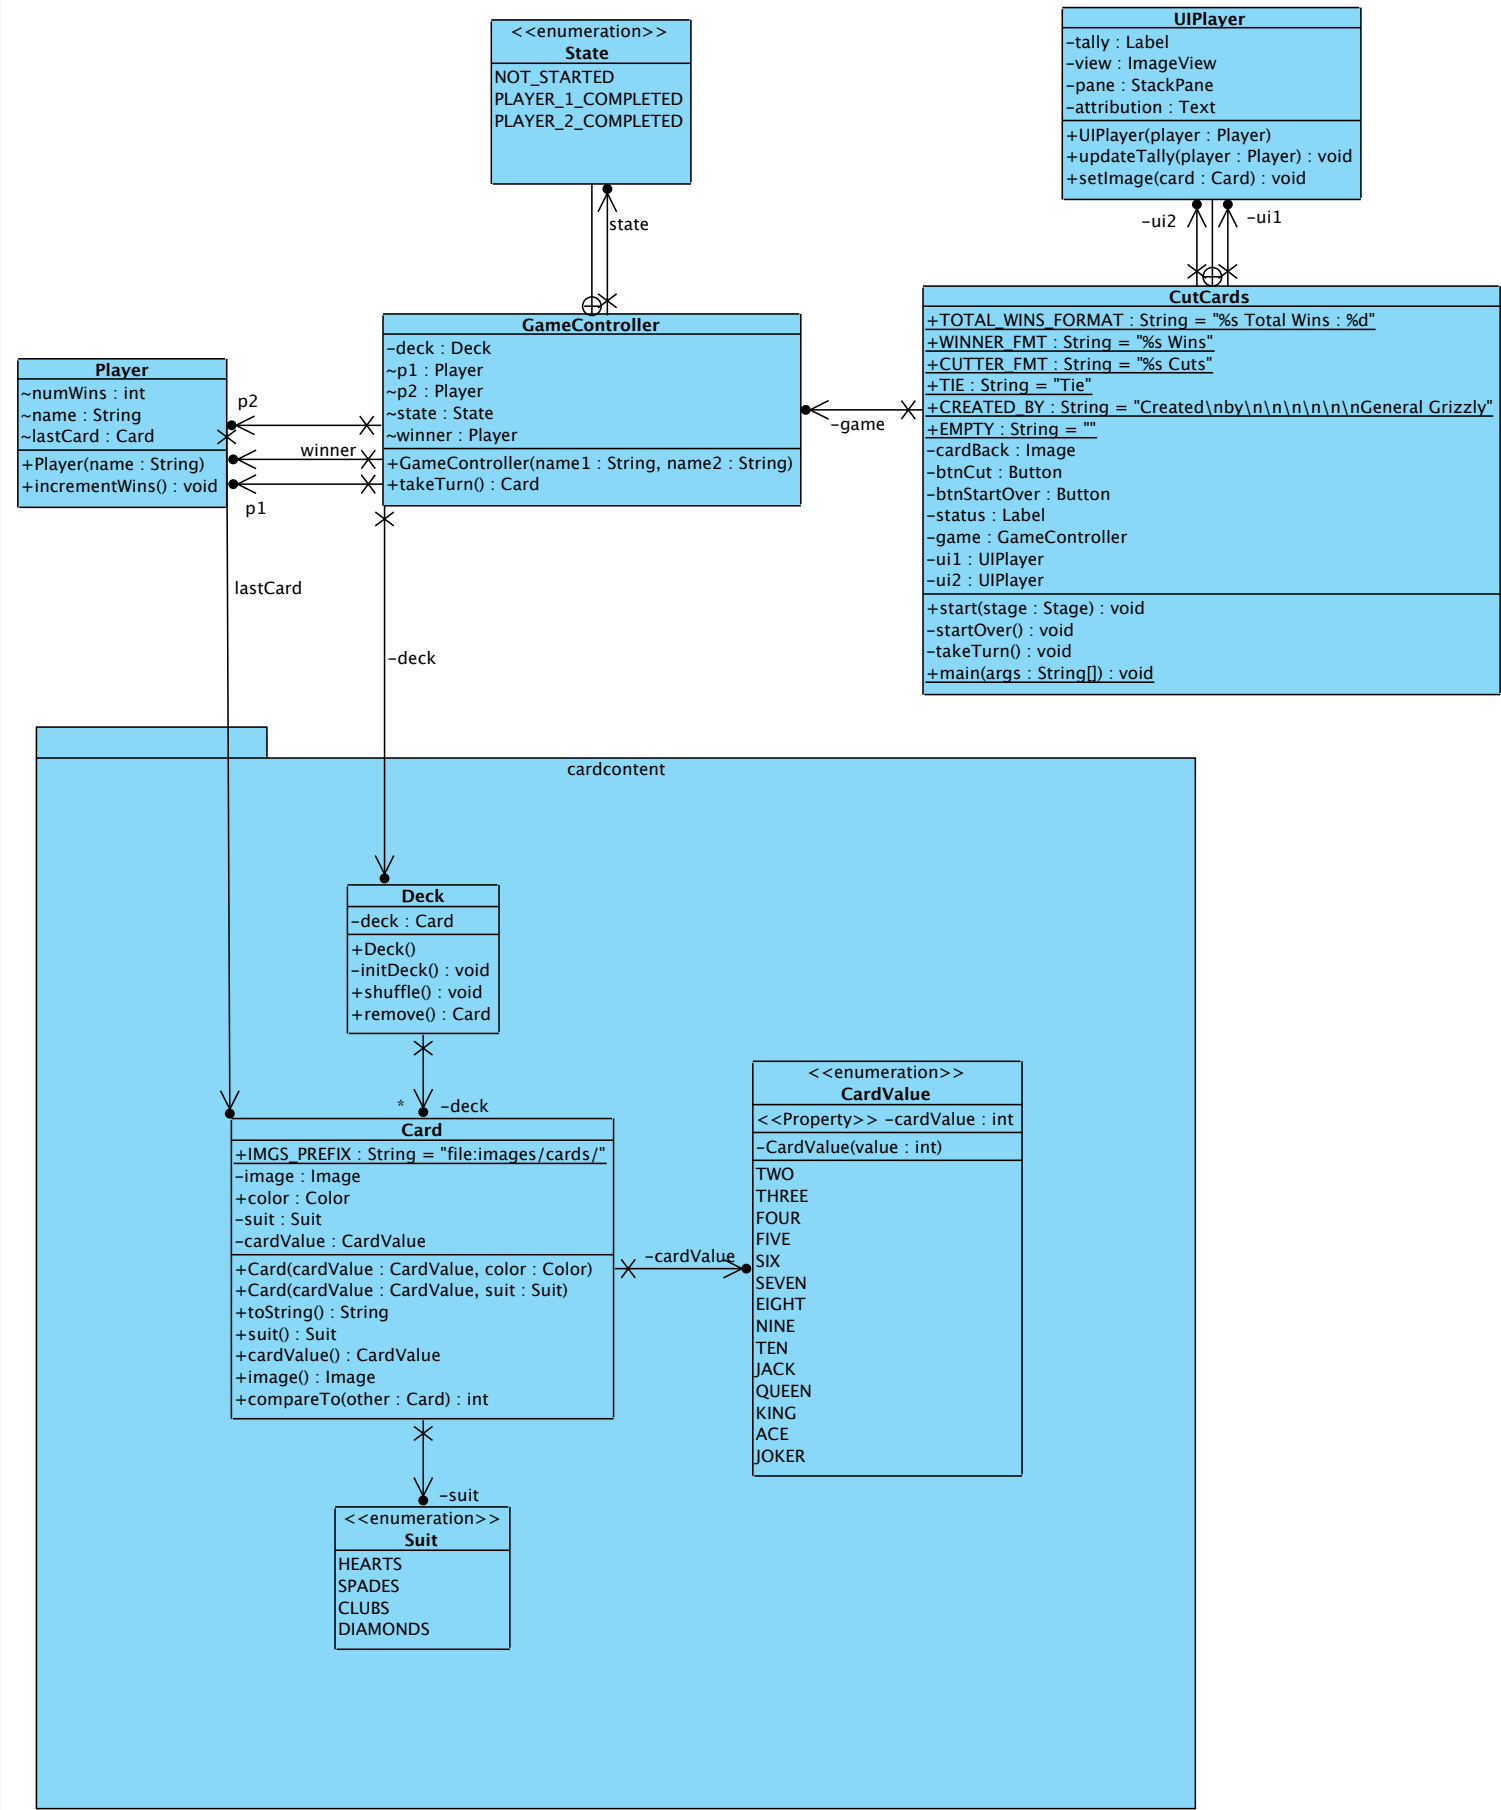 <<enumeration>>
State
NOT_STARTED
PLAYER_1_COMPLETED
PLAYER_2_COMPLETED
state
UIPlayer
-tally : Label
-view : ImageView
-pane : StackPane
-attribution : Text
+UIPlayer(player : Player)
+updateTally(player : Player) : void
+setImage(card : Card) : void
-ui2
-ui1
GameController
-deck : Deck
~p1 : Player
~p2 : Player
~state : State
~winner : Player
+GameController(name1 : String, name2 : String)
+takeTurn() : Card
Player
~numWins : int
~name : String
~lastCard : Card
+Player(name : String)
+incrementWins() : void
p2
winner
p1
-game
CutCards
+TOTAL_WINS_FORMAT : String = "%s Total Wins : %d"
+WINNER_FMT : String = "%s Wins"
+CUTTER_FMT : String = "%s Cuts"
+TIE : String = "Tie"
+CREATED_BY : String = "Created\nby\n\n\n\n\n\nGeneral Grizzly"
+EMPTY : String = ""
-cardBack : Image
-btnCut : Button
-btnStartOver : Button
-status : Label
-game : GameController
-ui1 : UIPlayer
-ui2 : UIPlayer
+start(stage : Stage) : void
-startOver() : void
-takeTurn() : void
+main(args : String[]) : void
lastCard
-deck
cardcontent
Deck
-deck : Card
+Deck()
-initDeck() : void
+shuffle() : void
+remove() : Card
*
-deck
Card
+IMGS_PREFIX : String = "file:images/cards/"
-image : Image
+color : Color
-suit : Suit
-cardValue : CardValue
+Card(cardValue : CardValue, color : Color)
+Card(cardValue : CardValue, suit : Suit)
+toString() : String
+suit() : Suit
+cardValue() : CardValue
+image() : Image
+compareTo(other : Card) : int
-cardValue
<<enumeration>>
CardValue
<<Property>> -cardValue : int
-CardValue(value : int)
TWO
THREE
FOUR
FIVE
SIX
SEVEN
EIGHT
NINE
TEN
JACK
QUEEN
KING
ACE
JOKER
-suit
<<enumeration>>
Suit
HEARTS
SPADES
CLUBS
DIAMONDS